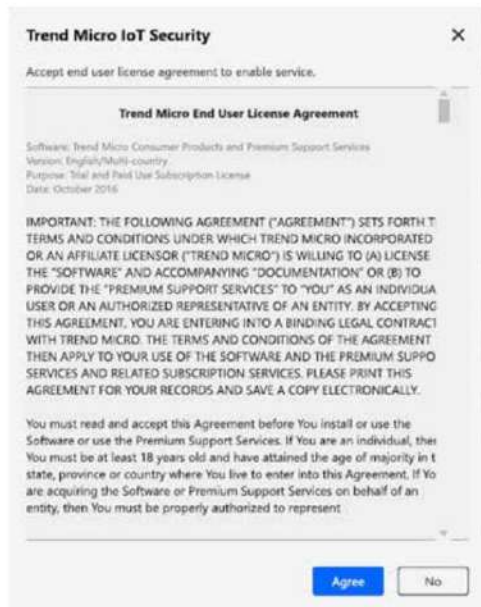 Trend Micro IoT Security
Accept end user license agreement to enable service.
Trend Micro End User License Agreement
Software: Trend Micro Consumer Products and Premium Support Services
Version: English/Multi-country
Purpose: Trial and Paid Use Subscription License
Date: October 2016
IMPORTANT: THE FOLLOWING AGREEMENT ("AGREEMENT") SETS FORTH T
TERMS AND CONDITIONS UNDER WHICH TREND MICRO INCORPORATED
OR AN AFFILIATE LICENSOR ("TREND MICRO") IS WILLING TO (A) LICENSE
THE "SOFTWARE" AND ACCOMPANYING "DOCUMENTATION" OR (B) TO
PROVIDE THE "PREMIUM SUPPORT SERVICES" TO "YOU" AS AN INDIVIDUA
USER OR AN AUTHORIZED REPRESENTATIVE OF AN ENTITY. BY ACCEPTING
THIS AGREEMENT, YOU ARE ENTERING INTO A BINDING LEGAL CONTRACT
WITH TREND MICRO. THE TERMS AND CONDITIONS OF THE AGREEMENT
THEN APPLY TO YOUR USE OF THE SOFTWARE AND THE PREMIUM SUPPO
SERVICES AND RELATED SUBSCRIPTION SERVICES. PLEASE PRINT THIS
AGREEMENT FOR YOUR RECORDS AND SAVE A COPY ELECTRONICALLY.
You must read and accept this Agreement before You install or use the
Software or use the Premium Support Services. If You are an individual, then
You must be at least 18 years old and have attained the age of majority in t
state, province or country where You live to enter into this Agreement. If Yo
are acquiring the Software or Premium Support Services on behalf of an
entity, then You must be properly authorized to represent
Agree
No